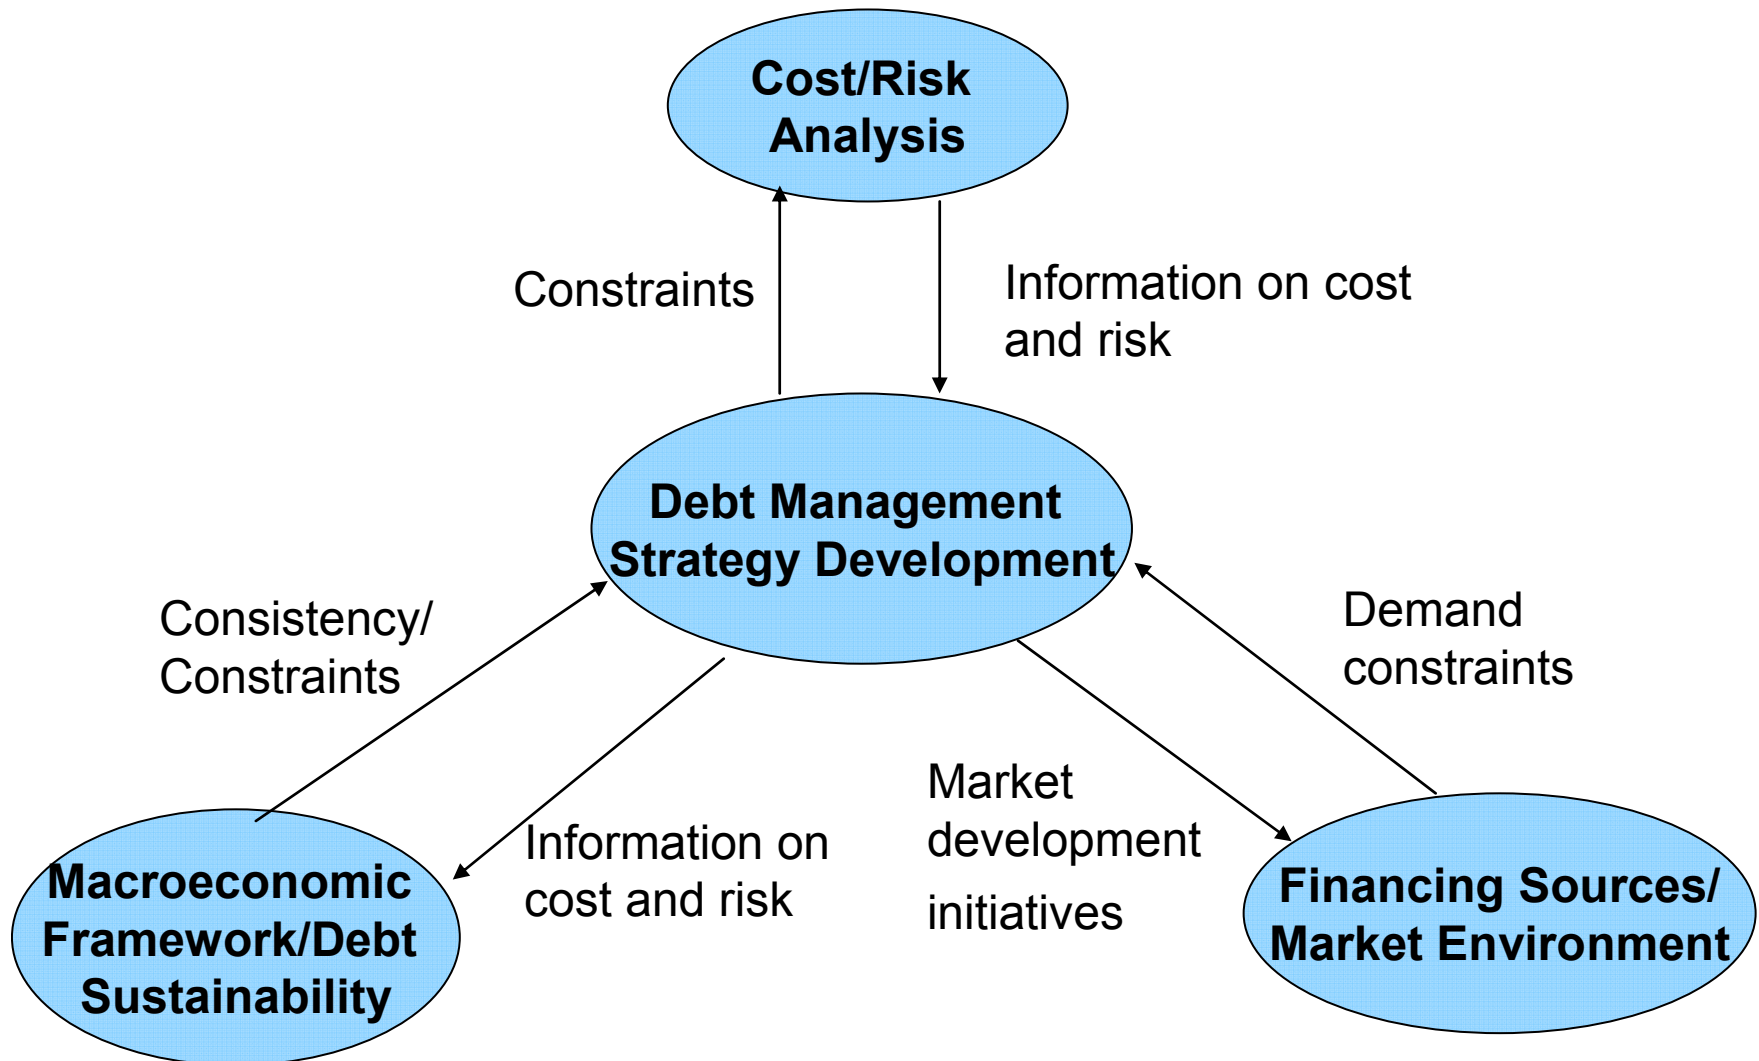 Cost/Risk
Analysis
Constraints
Information on cost
and risk
Debt Management
Strategy Development
Consistency/
Constraints
Demand
constraints
Information on
cost and risk
Market
development
initiatives
Macroeconomic
Framework/Debt
Sustainability
Financing Sources/
Market Environment